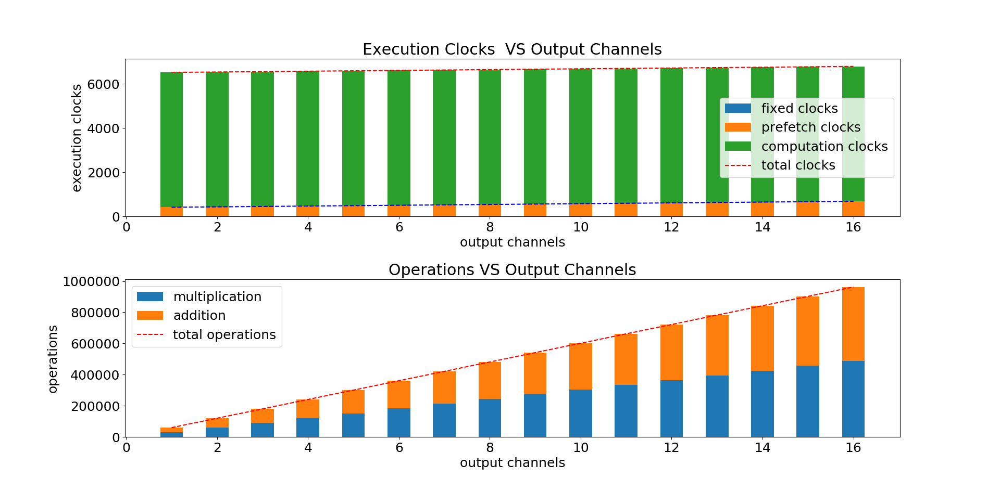 Execution Clocks  VS Output Channels
execution clocks
6000
4000
2000
0
fixed clocks
prefetch clocks
computation clocks
total clocks
0 2 4 6 8 10 12 14 16
output channels
Operations VS Output Channels
operations
1000000
800000
600000
400000
200000
0
multiplication
addition
total operations
0 2 4 6 8 10 12 14 16
output channels